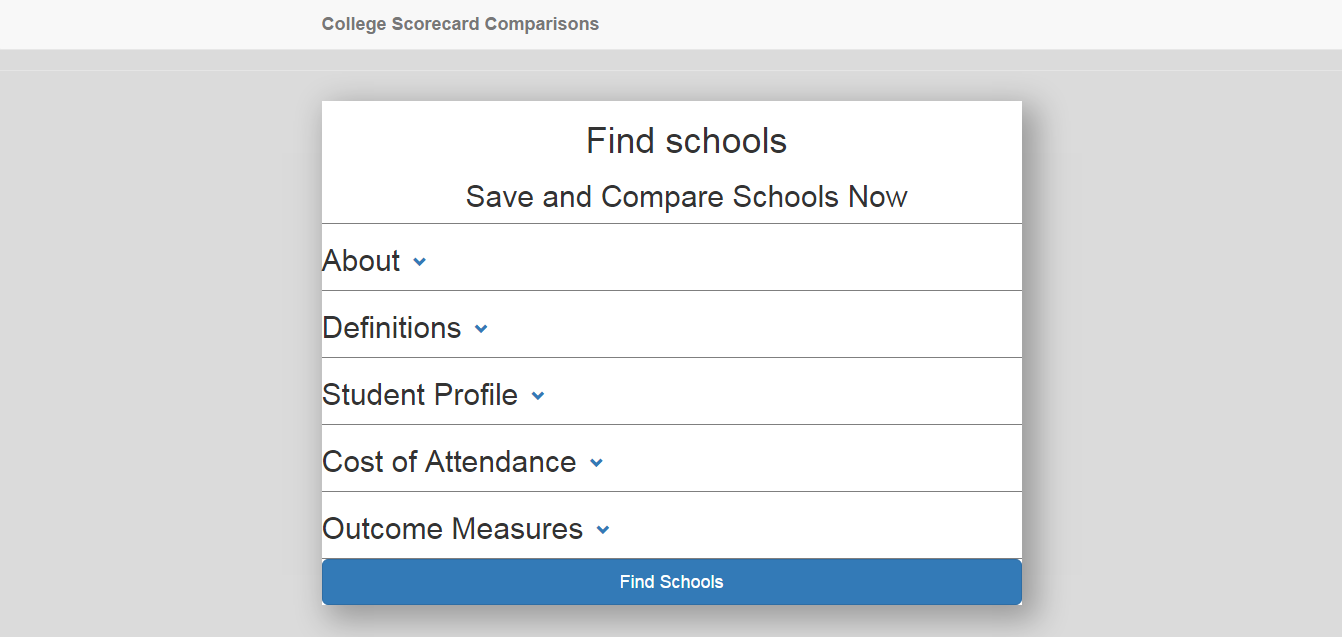 College Scorecard Comparisons
Find schools
Save and Compare Schools Now
About
Definitions
Student Profile
Cost of Attendance
Outcome Measures
Find Schools